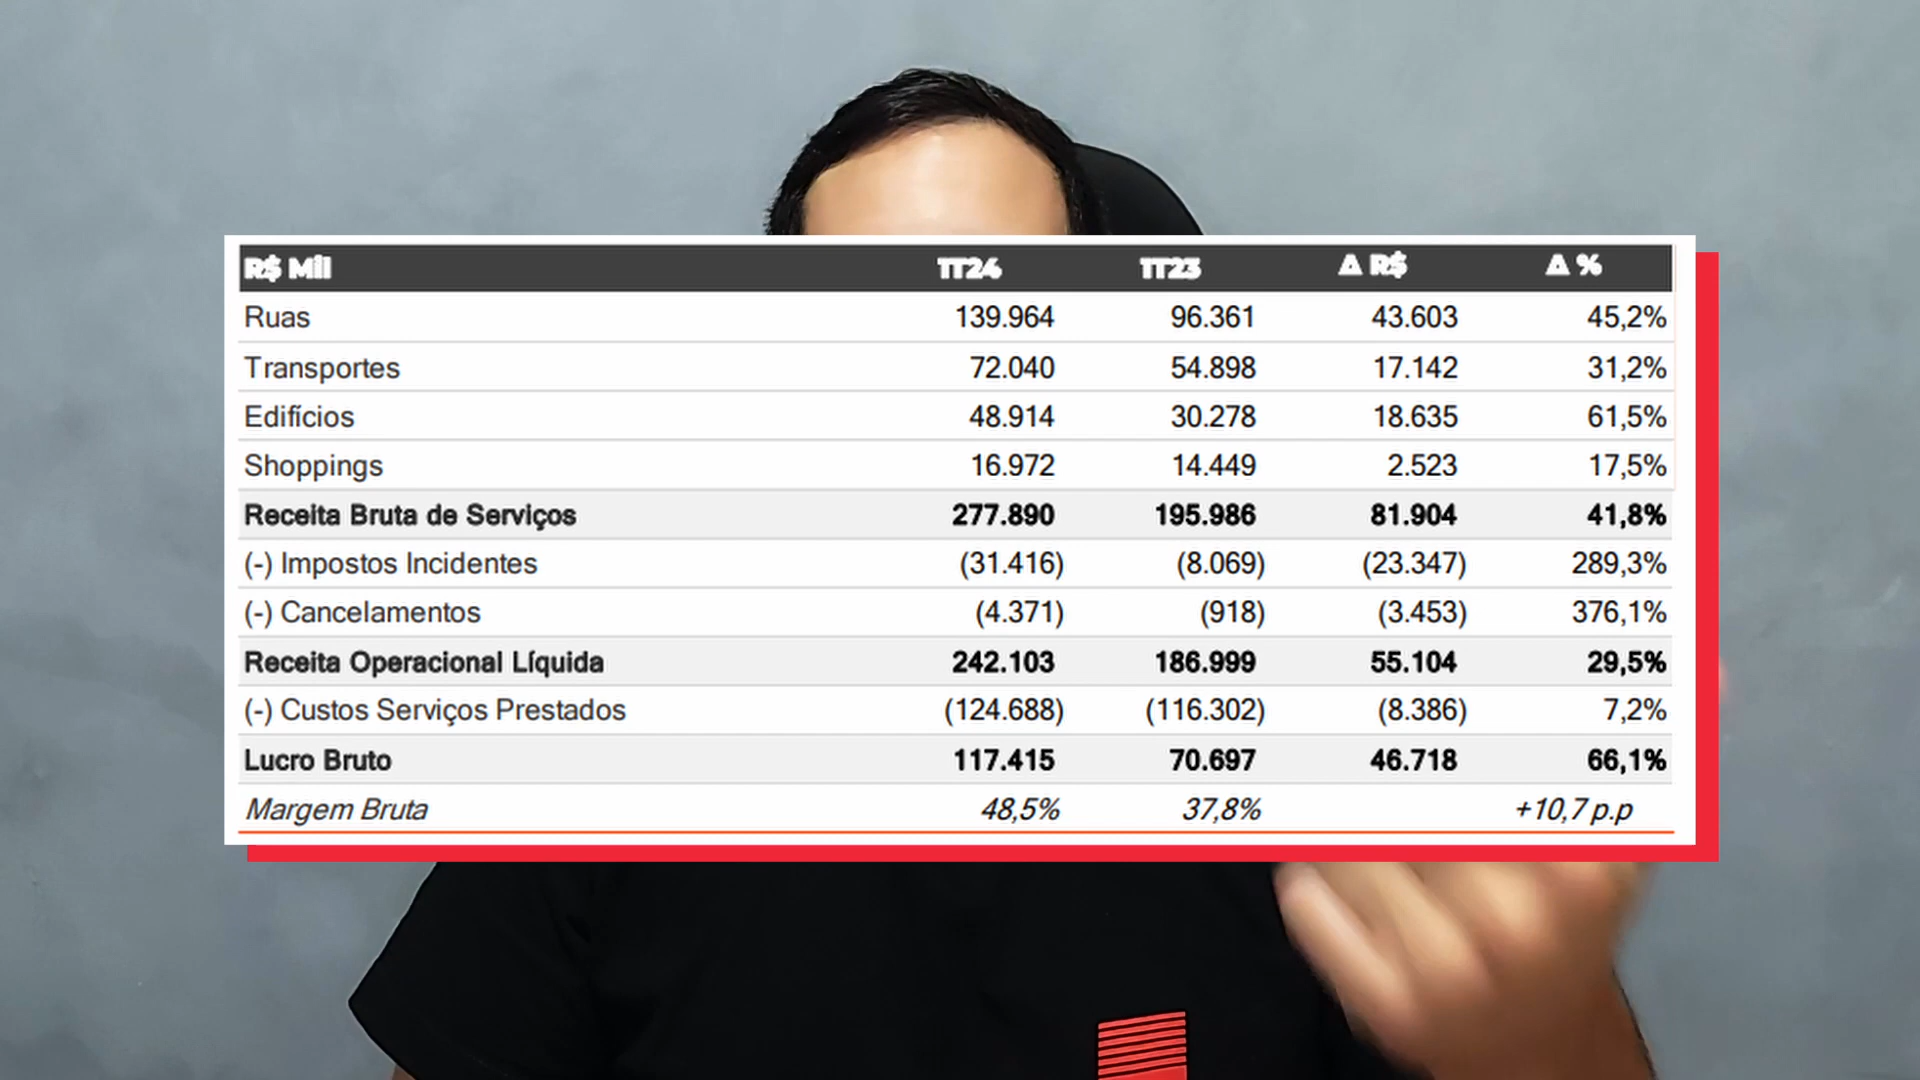 R$ Mil 1T24 1T23 Δ R$ Δ %
Ruas 139.964 96.361 43.603 45,2%
Transportes 72.040 54.898 17.142 31,2%
Edifícios 48.914 30.278 18.635 61,5%
Shoppings 16.972 14.449 2.523 17,5%
Receita Bruta de Serviços 277.890 195.986 81.904 41,8%
(-) Impostos Incidentes (31.416) (8.069) (23.347) 289,3%
(-) Cancelamentos (4.371) (918) (3.453) 376,1%
Receita Operacional Líquida 242.103 186.999 55.104 29,5%
(-) Custos Serviços Prestados (124.688) (116.302) (8.386) 7,2%
Lucro Bruto 117.415 70.697 46.718 66,1%
Margem Bruta 48,5% 37,8% +10,7 p.p